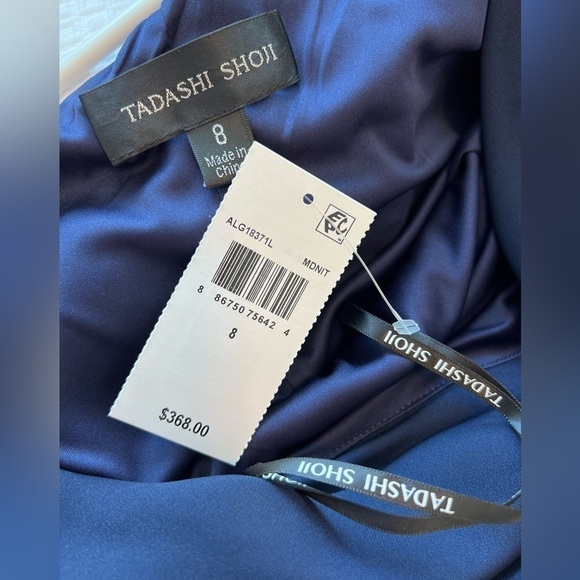 TADASHI SHOJI
8
Made in
China
ALG18371L
MDNIT
8 86750 75642 4
8
$368.00
TADASHI SHOJI
TADASHI SHOJI